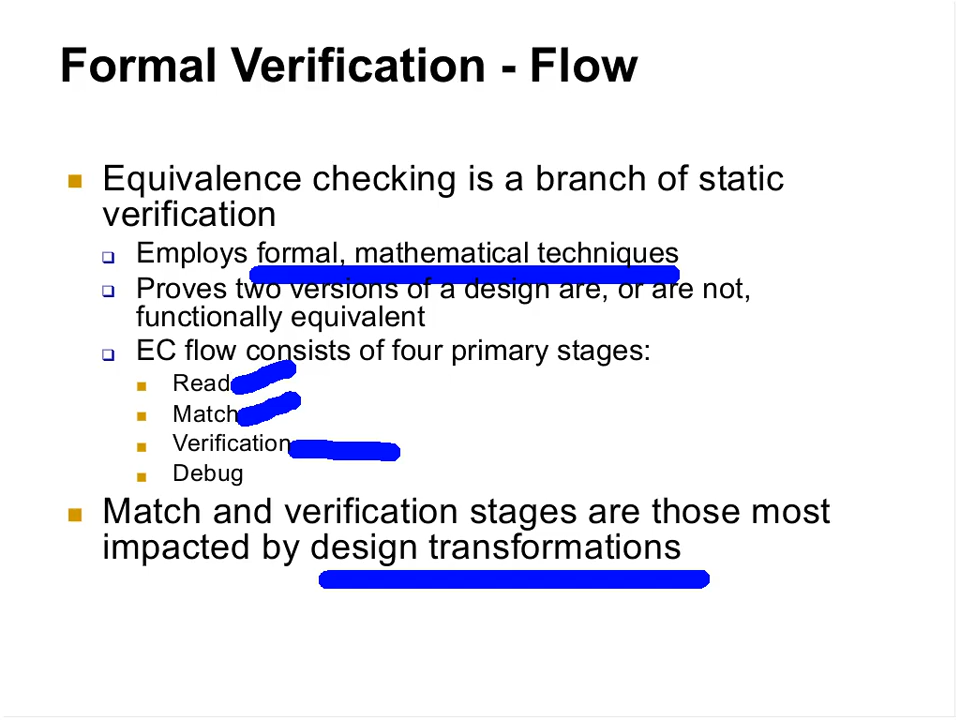 Formal Verification - Flow
Equivalence checking is a branch of static
verification
Employs formal, mathematical techniques
Proves two versions of a design are, or are not,
functionally equivalent
EC flow consists of four primary stages:
Read
Match
Verification
Debug
Match and verification stages are those most
impacted by design transformations